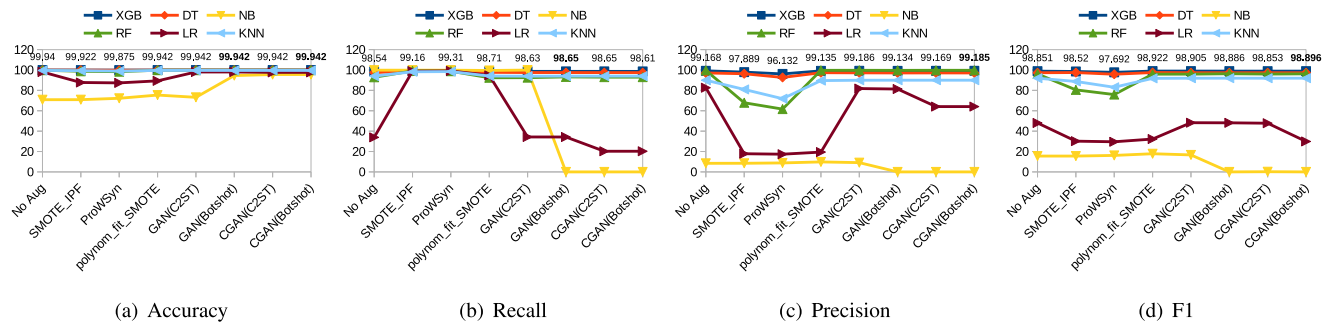 XGB DT NB
RF LR KNN
120
99,94 99,922 99,875 99,942 99,942 99,942 99,942 99,942
100
80
60
40
20
0
No Aug
SMOTE_IPF
ProWSyn
polynom_fit_SMOTE
GAN(C2ST)
GAN(Botshot)
CGAN(C2ST)
CGAN(Botshot)
(a) Accuracy
XGB DT NB
RF LR KNN
120
98,54 99,16 99,31 98,71 98,63 98,65 98,65 98,61
100
80
60
40
20
0
No Aug
SMOTE_IPF
ProWSyn
polynom_fit_SMOTE
GAN(C2ST)
GAN(Botshot)
CGAN(C2ST)
CGAN(Botshot)
(b) Recall
XGB DT NB
RF LR KNN
120
99,168 97,889 96,132 99,135 99,186 99,134 99,169 99,185
100
80
60
40
20
0
No Aug
SMOTE_IPF
ProWSyn
polynom_fit_SMOTE
GAN(C2ST)
GAN(Botshot)
CGAN(C2ST)
CGAN(Botshot)
(c) Precision
XGB DT NB
RF LR KNN
120
98,851 98,52 97,692 98,922 98,905 98,886 98,853 98,896
100
80
60
40
20
0
No Aug
SMOTE_IPF
ProWSyn
polynom_fit_SMOTE
GAN(C2ST)
GAN(Botshot)
CGAN(C2ST)
CGAN(Botshot)
(d) F1